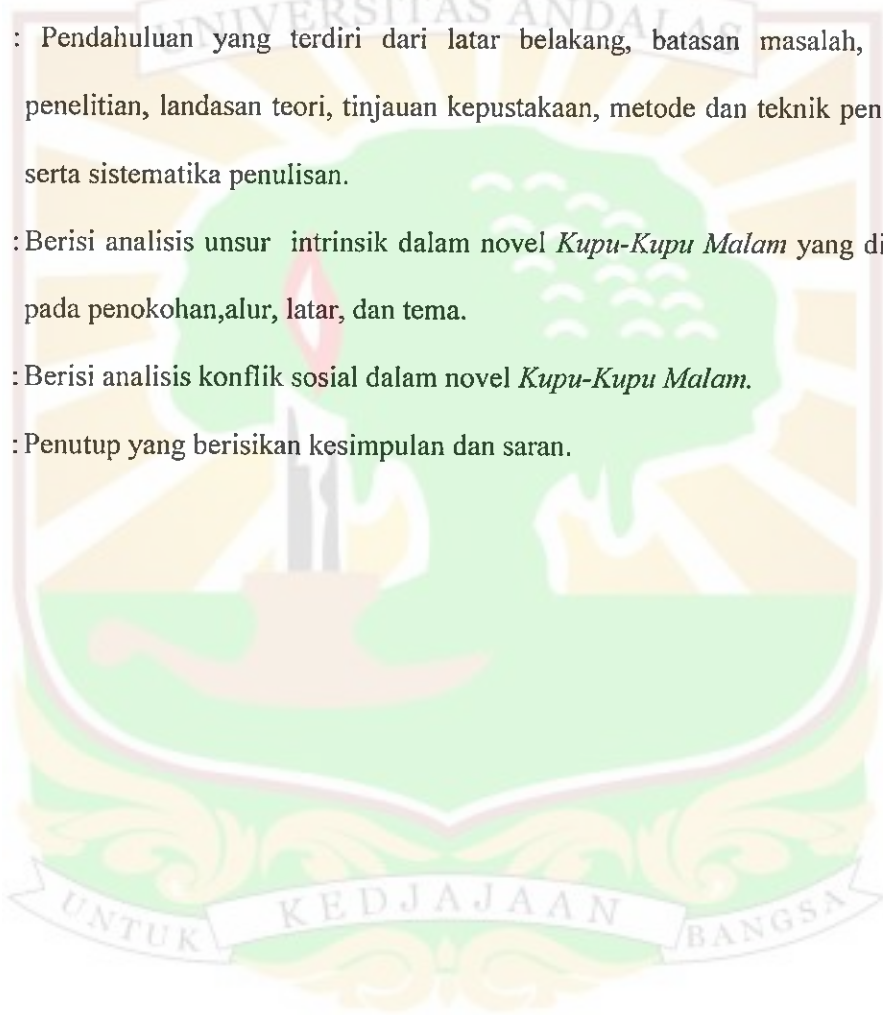 UNIVERSITAS ANDALAS
: Pendahuluan yang terdiri dari latar belakang, batasan masalah,
penelitian, landasan teori, tinjauan kepustakaan, metode dan teknik pen
serta sistematika penulisan.
: Berisi analisis unsur intrinsik dalam novel Kupu-Kupu Malam yang di
pada penokohan,alur, latar, dan tema.
: Berisi analisis konflik sosial dalam novel Kupu-Kupu Malam.
: Penutup yang berisikan kesimpulan dan saran.
UNTUK KEDJAJAAN BANGSA